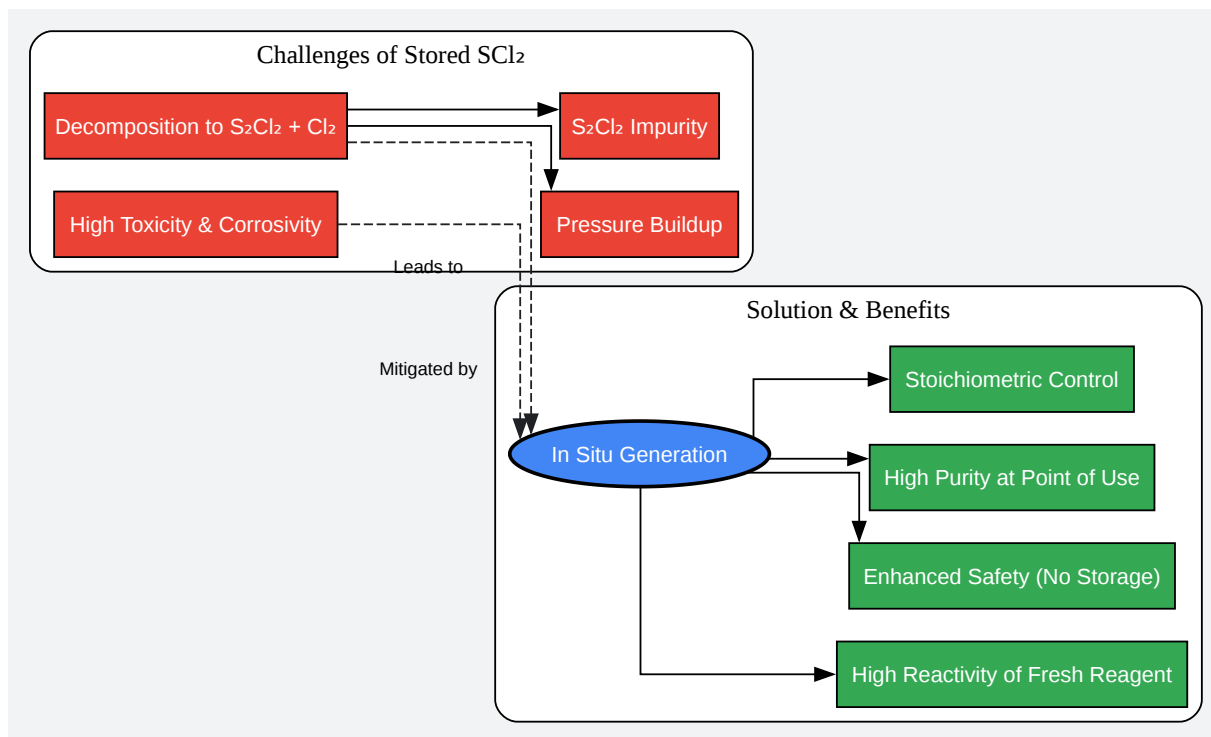 Challenges of Stored SCl₂
Decomposition to S₂Cl₂ + Cl₂
S₂Cl₂ Impurity
High Toxicity & Corrosivity
Pressure Buildup
Leads to
Solution & Benefits
Mitigated by
Stoichiometric Control
In Situ Generation
High Purity at Point of Use
Enhanced Safety (No Storage)
High Reactivity of Fresh Reagent